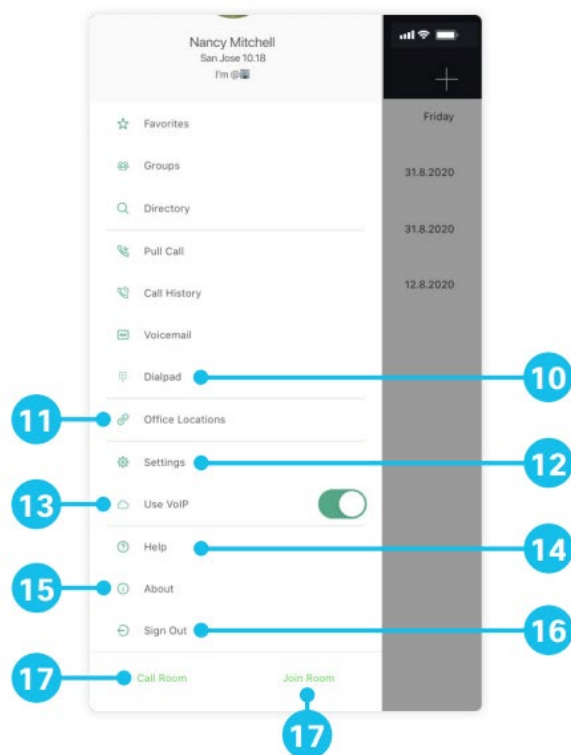 Nancy Mitchell
San Jose 10.18
I'm @
Friday
Favorites
Groups
31.8.2020
Directory
31.8.2020
Pull Call
12.8.2020
Call History
Voicemail
Dialpad
10
11
Office Locations
Settings
12
13
Use VoIP
Help
14
15
About
Sign Out
16
17
Call Room
Join Room
17